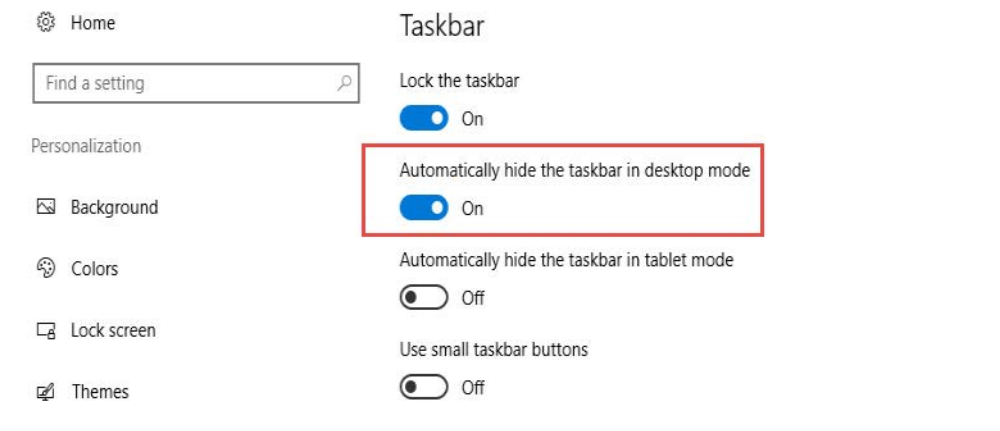 Home
Find a setting
Personalization
Background
Colors
Lock screen
Themes
Taskbar
Lock the taskbar
On
Automatically hide the taskbar in desktop mode
On
Automatically hide the taskbar in tablet mode
Off
Use small taskbar buttons
Off